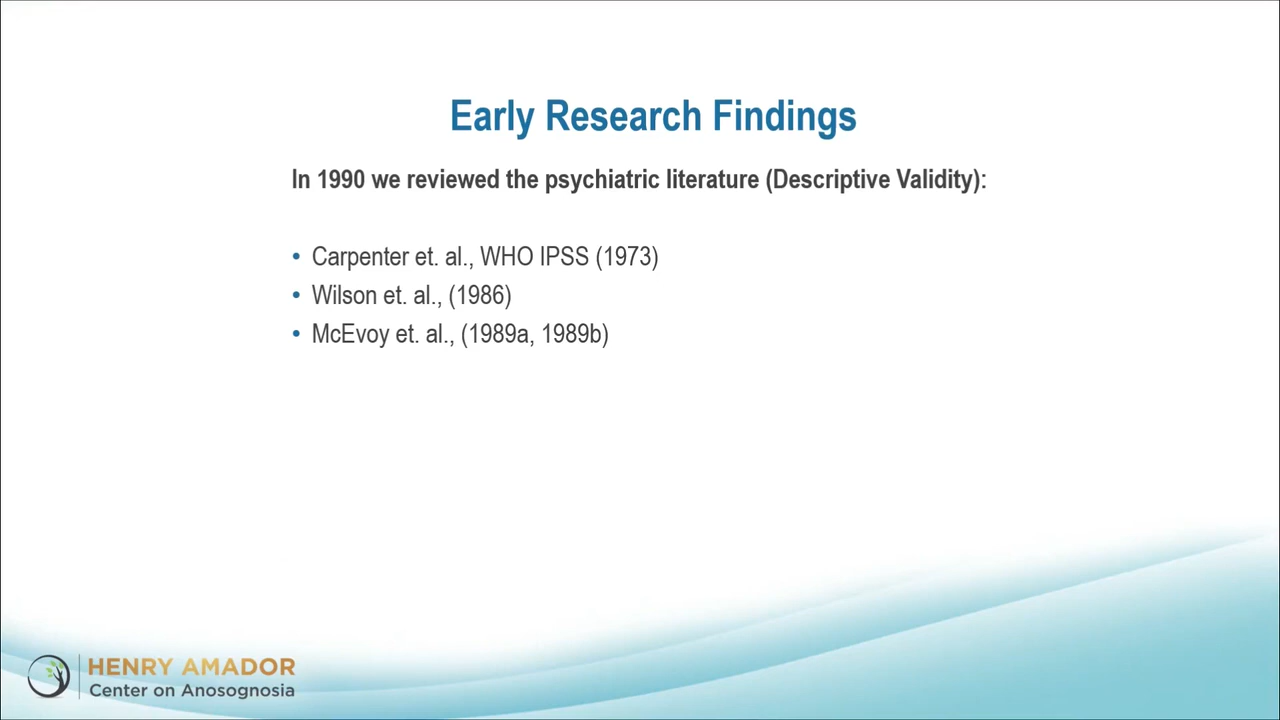 Early Research Findings
In 1990 we reviewed the psychiatric literature (Descriptive Validity):
• Carpenter et. al., WHO IPSS (1973)
• Wilson et. al., (1986)
• McEvoy et. al., (1989a, 1989b)
HENRY AMADOR
Center on Anosognosia